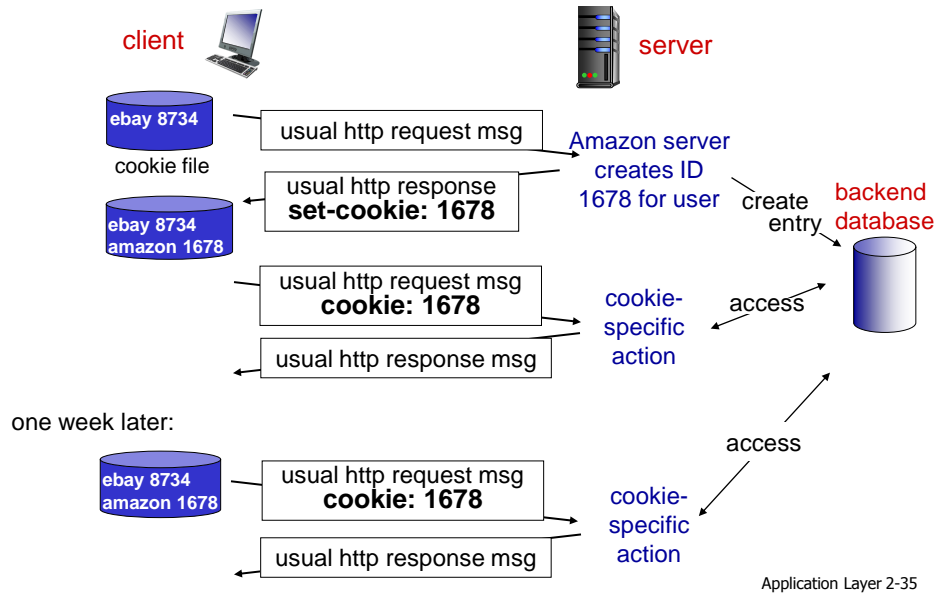 client
server
ebay 8734
cookie file
usual http request msg
Amazon server
creates ID
1678 for user
usual http response
set-cookie: 1678
ebay 8734
amazon 1678
create
entry
backend
database
usual http request msg
cookie: 1678
cookie-
specific
action
access
usual http response msg
one week later:
access
ebay 8734
amazon 1678
usual http request msg
cookie: 1678
cookie-
specific
action
usual http response msg
Application Layer 2-35